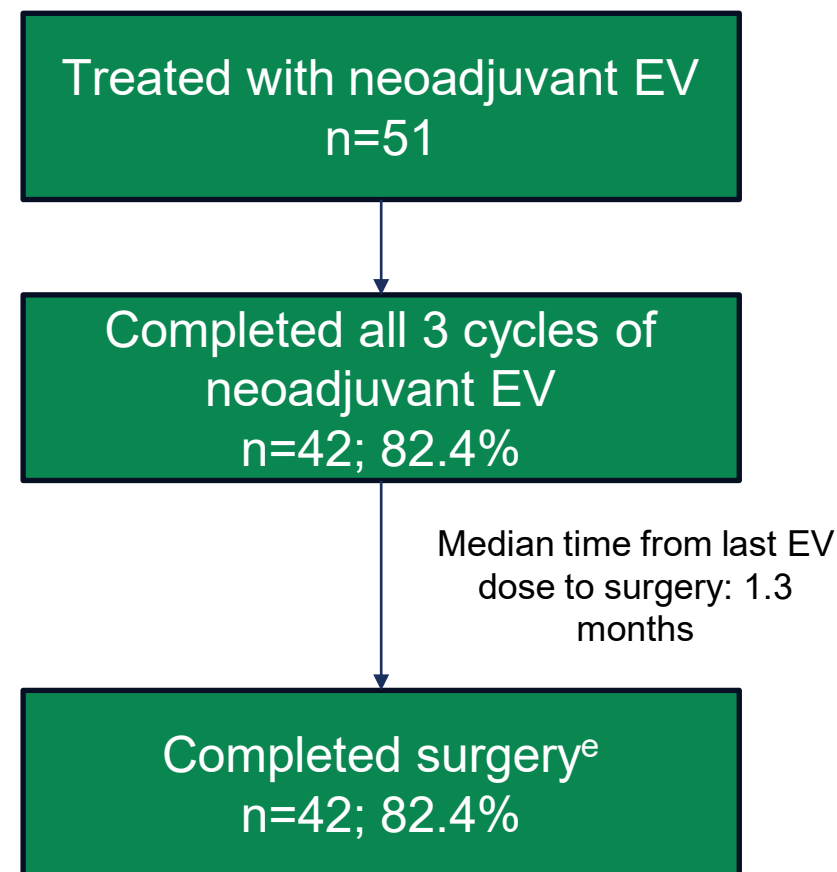 Treated with neoadjuvant EV
n=51
Completed all 3 cycles of
neoadjuvant EV
n=42; 82.4%
Median time from last EV
dose to surgery: 1.3
months
Completed surgeryᵉ
n=42; 82.4%